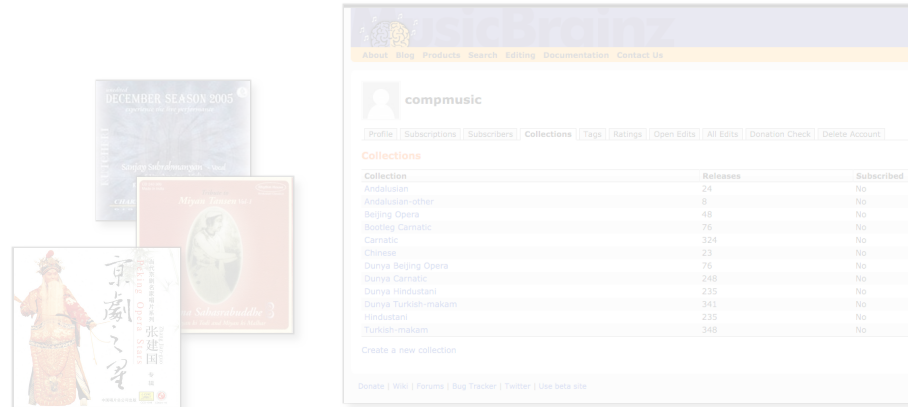 DECEMBER SEASON 2005
京劇之星
Peking Opera Stars
张建国
MusicBrainz
About Blog Products Search Editing Documentation Contact Us
compmusic
Profile Subscriptions Subscribers Collections Tags Ratings Open Edits All Edits Donation Check Delete Account
Collections
Collection Releases Subscribed
Andalusian 24 No
Andalusian-other 8 No
Beijing Opera 48 No
Bootleg Carnatic 76 No
Carnatic 324 No
Chinese 23 No
Dunya Beijing Opera 76 No
Dunya Carnatic 248 No
Dunya Hindustani 235 No
Dunya Turkish-makam 341 No
Hindustani 235 No
Turkish-makam 348 No
Create a new collection
Donate | Wiki | Forums | Bug Tracker | Twitter | Use beta site